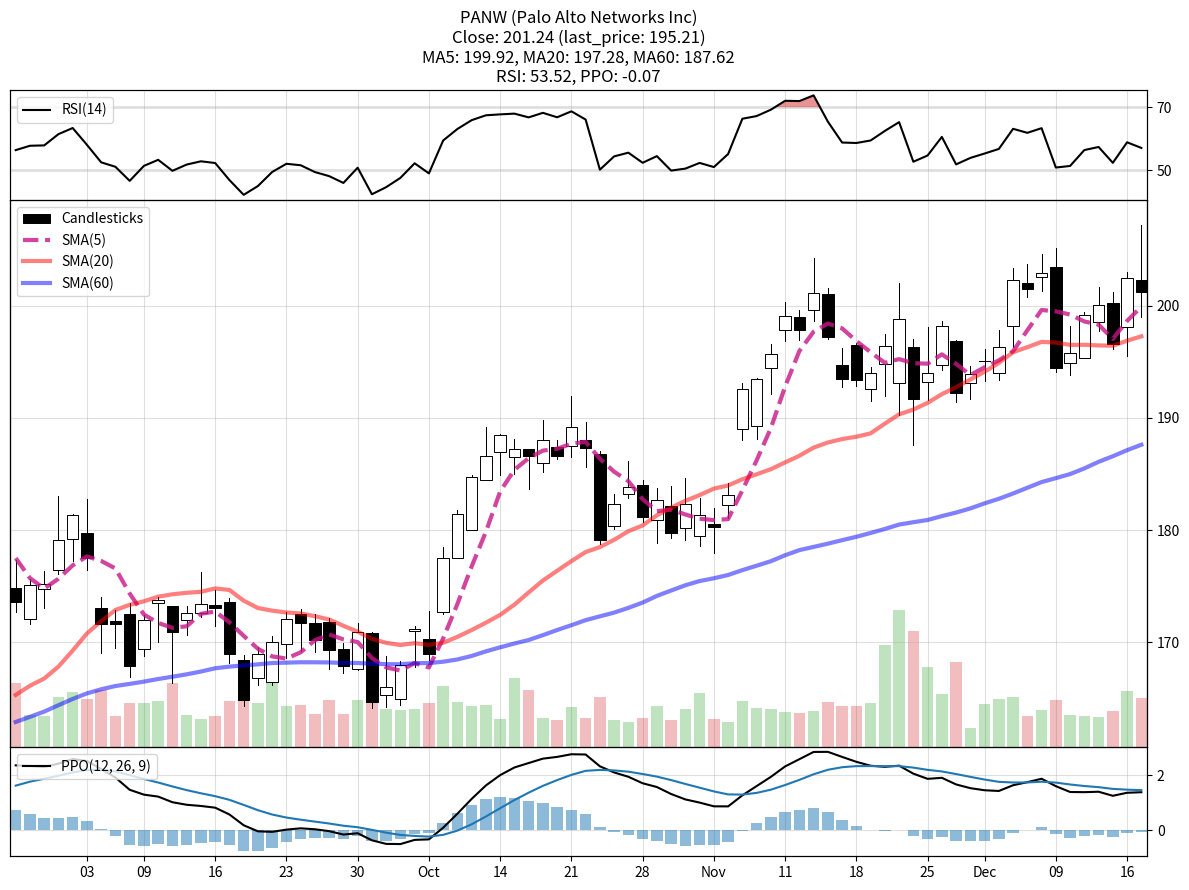 PANW (Palo Alto Networks Inc)
Close: 201.24 (last_price: 195.21)
MA5: 199.92, MA20: 197.28, MA60: 187.62
RSI: 53.52, PPO: -0.07
RSI(14)
70
50
Candlesticks
SMA(5)
SMA(20)
SMA(60)
200
190
180
170
PPO(12, 26, 9)
2
0
03 09 16 23 30 Oct 14 21 28 Nov 11 18 25 Dec 09 16